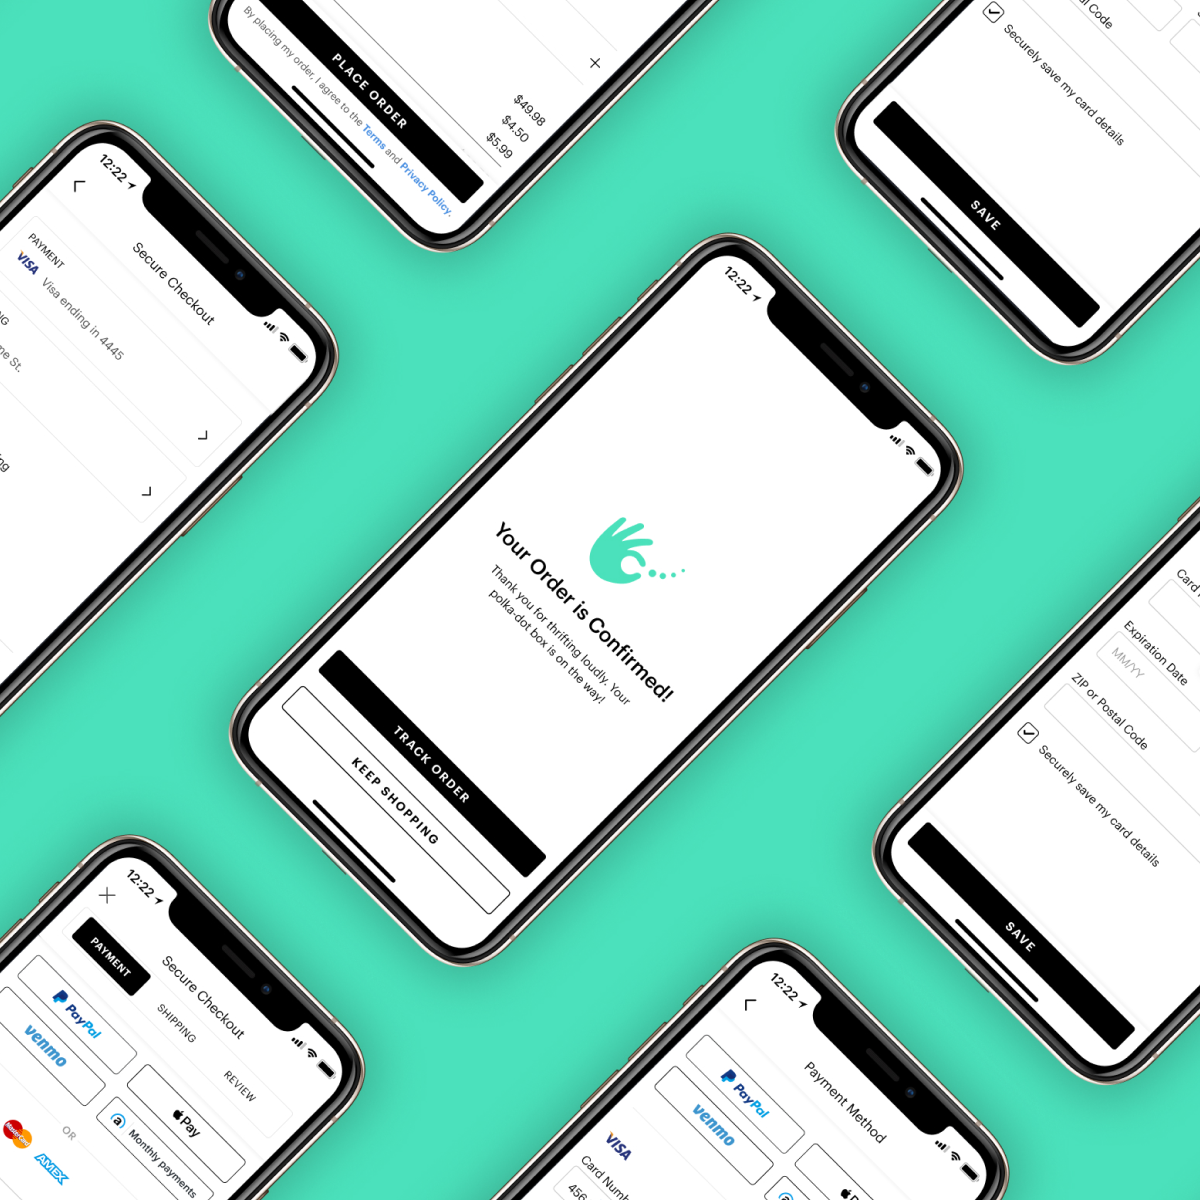 By placing my order, I agree to the Terms and Privacy Policy.
PLACE ORDER
$49.98
$4.50
$5.99
Postal Code
Securely save my card details
SAVE
12:22
Secure Checkout
PAYMENT
VISA Visa ending in 4445
St.
12:22
Your Order is Confirmed!
Thank you for thrifting loudly. Your
polka-dot box is on the way!
TRACK ORDER
KEEP SHOPPING
Card
Expiration Date
MM/YY
ZIP or Postal Code
Securely save my card details
SAVE
12:22
Secure Checkout
PAYMENT
SHIPPING
REVIEW
PayPal
Pay
venmo
a Monthly payments
OR
MasterCard
AMEX
12:22
Payment Method
PayPal
venmo
VISA
Card
456